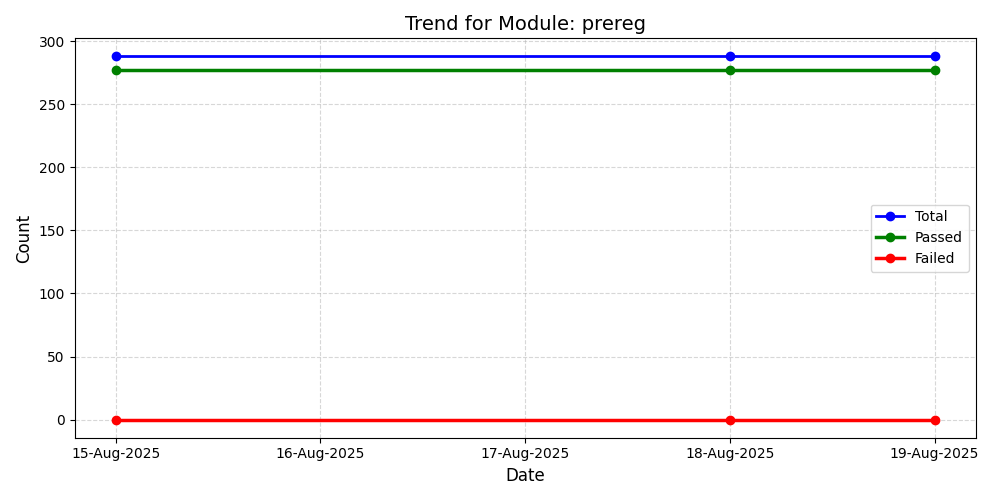 Trend for Module: prereg
300
250
200
150
100
50
0
Count
Total
Passed
Failed
15-Aug-2025
16-Aug-2025
17-Aug-2025
18-Aug-2025
19-Aug-2025
Date